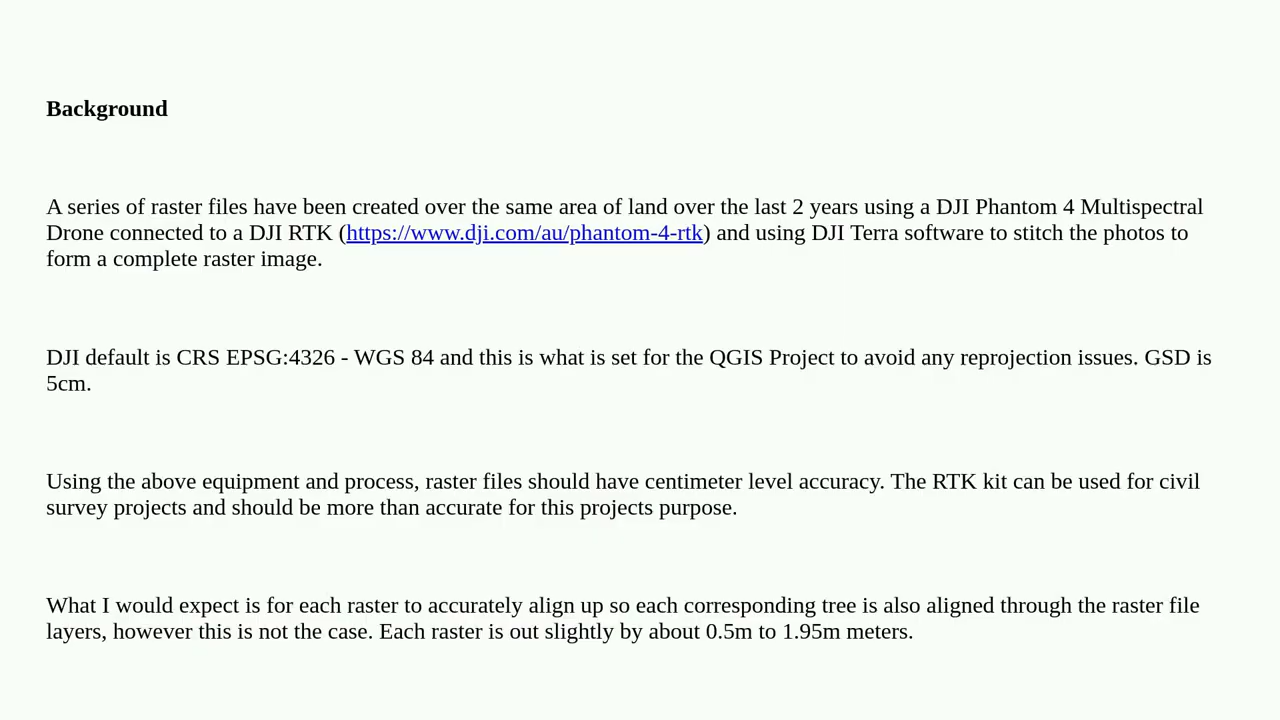 Background
A series of raster files have been created over the same area of land over the last 2 years using a DJI Phantom 4 Multispectral
Drone connected to a DJI RTK (https://www.dji.com/au/phantom-4-rtk) and using DJI Terra software to stitch the photos to
form a complete raster image.
DJI default is CRS EPSG:4326 - WGS 84 and this is what is set for the QGIS Project to avoid any reprojection issues. GSD is
5cm.
Using the above equipment and process, raster files should have centimeter level accuracy. The RTK kit can be used for civil
survey projects and should be more than accurate for this projects purpose.
What I would expect is for each raster to accurately align up so each corresponding tree is also aligned through the raster file
layers, however this is not the case. Each raster is out slightly by about 0.5m to 1.95m meters.